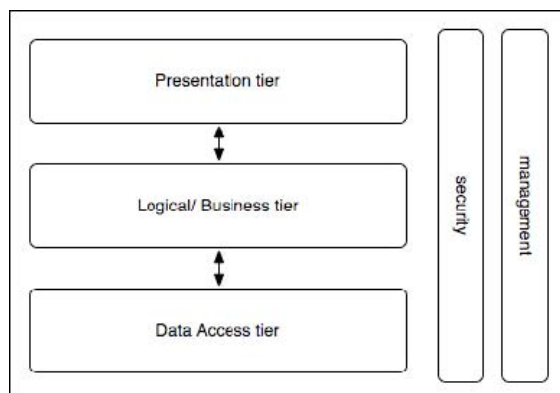 Presentation tier
Logical/ Business tier
Data Access tier
security
management